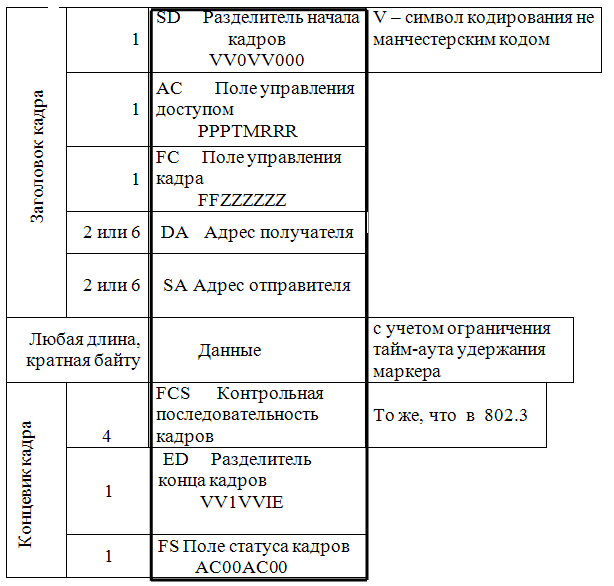 Заголовок кадра
1
SD Разделитель начала
кадров
VV0VV000
V – символ кодирования не
манчестерским кодом
1
AC Поле управления
доступом
PPPTMRRR
1
FC Поле управления
кадра
FFZZZZZZ
2 или 6
DA Адрес получателя
2 или 6
SA Адрес отправителя
Любая длина,
кратная байту
Данные
с учетом ограничения
тайм-аута удержания
маркера
Концевик кадра
4
FCS Контрольная
последовательность
кадров
То же, что в 802.3
1
ED Разделитель
конца кадров
VV1VVIE
1
FS Поле статуса кадров
AC00AC00